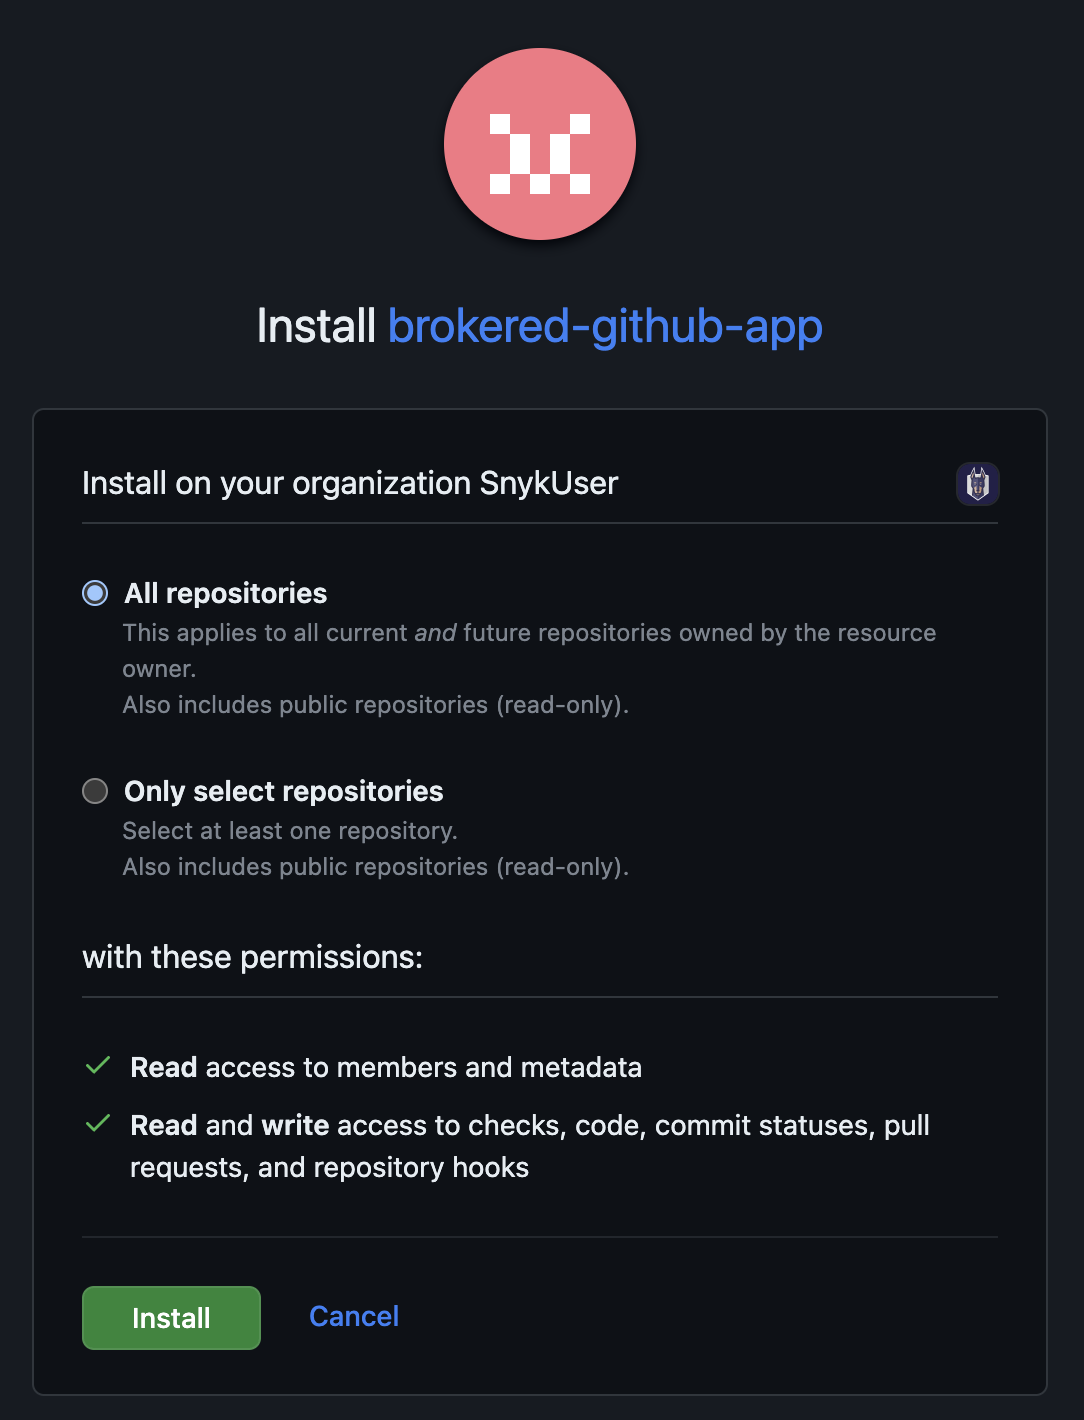 Install brokered-github-app
Install on your organization SnykUser
All repositories
This applies to all current and future repositories owned by the resource
owner.
Also includes public repositories (read-only).
Only select repositories
Select at least one repository.
Also includes public repositories (read-only).
with these permissions:
Read access to members and metadata
Read and write access to checks, code, commit statuses, pull
requests, and repository hooks
Install
Cancel